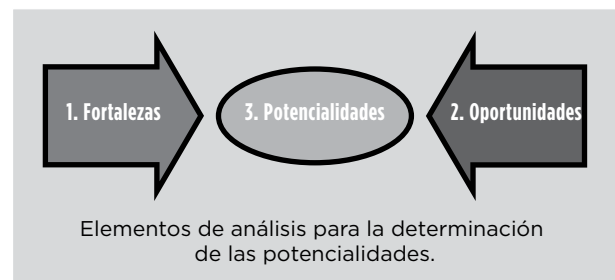 1. Fortalezas
3. Potencialidades
2. Oportunidades
Elementos de análisis para la determinación
de las potencialidades.